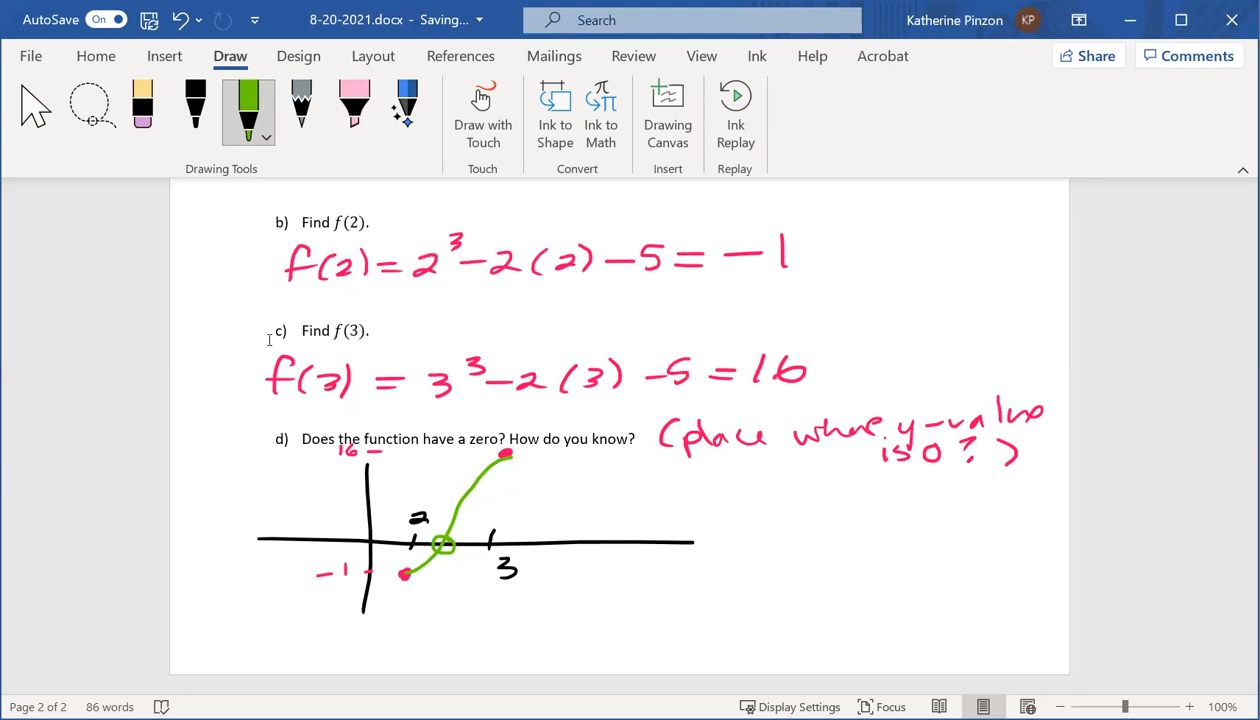 AutoSave On 8-20-2021.docx - Saving... Search Katherine Pinzon KP
File Home Insert Draw Design Layout References Mailings Review View Ink Help Acrobat Share Comments
Draw with Touch
Ink to Shape
Ink to Math
Drawing Canvas
Ink Replay
Drawing Tools Touch Convert Insert Replay
b) Find f(2).
f(2) = 2³ - 2(2) - 5 = -1
c) Find f(3).
f(3) = 3³ - 2(3) - 5 = 16
d) Does the function have a zero? How do you know? (place where y-value
is 0?)
16
2
3
-1
Page 2 of 2 86 words Display Settings Focus 100%